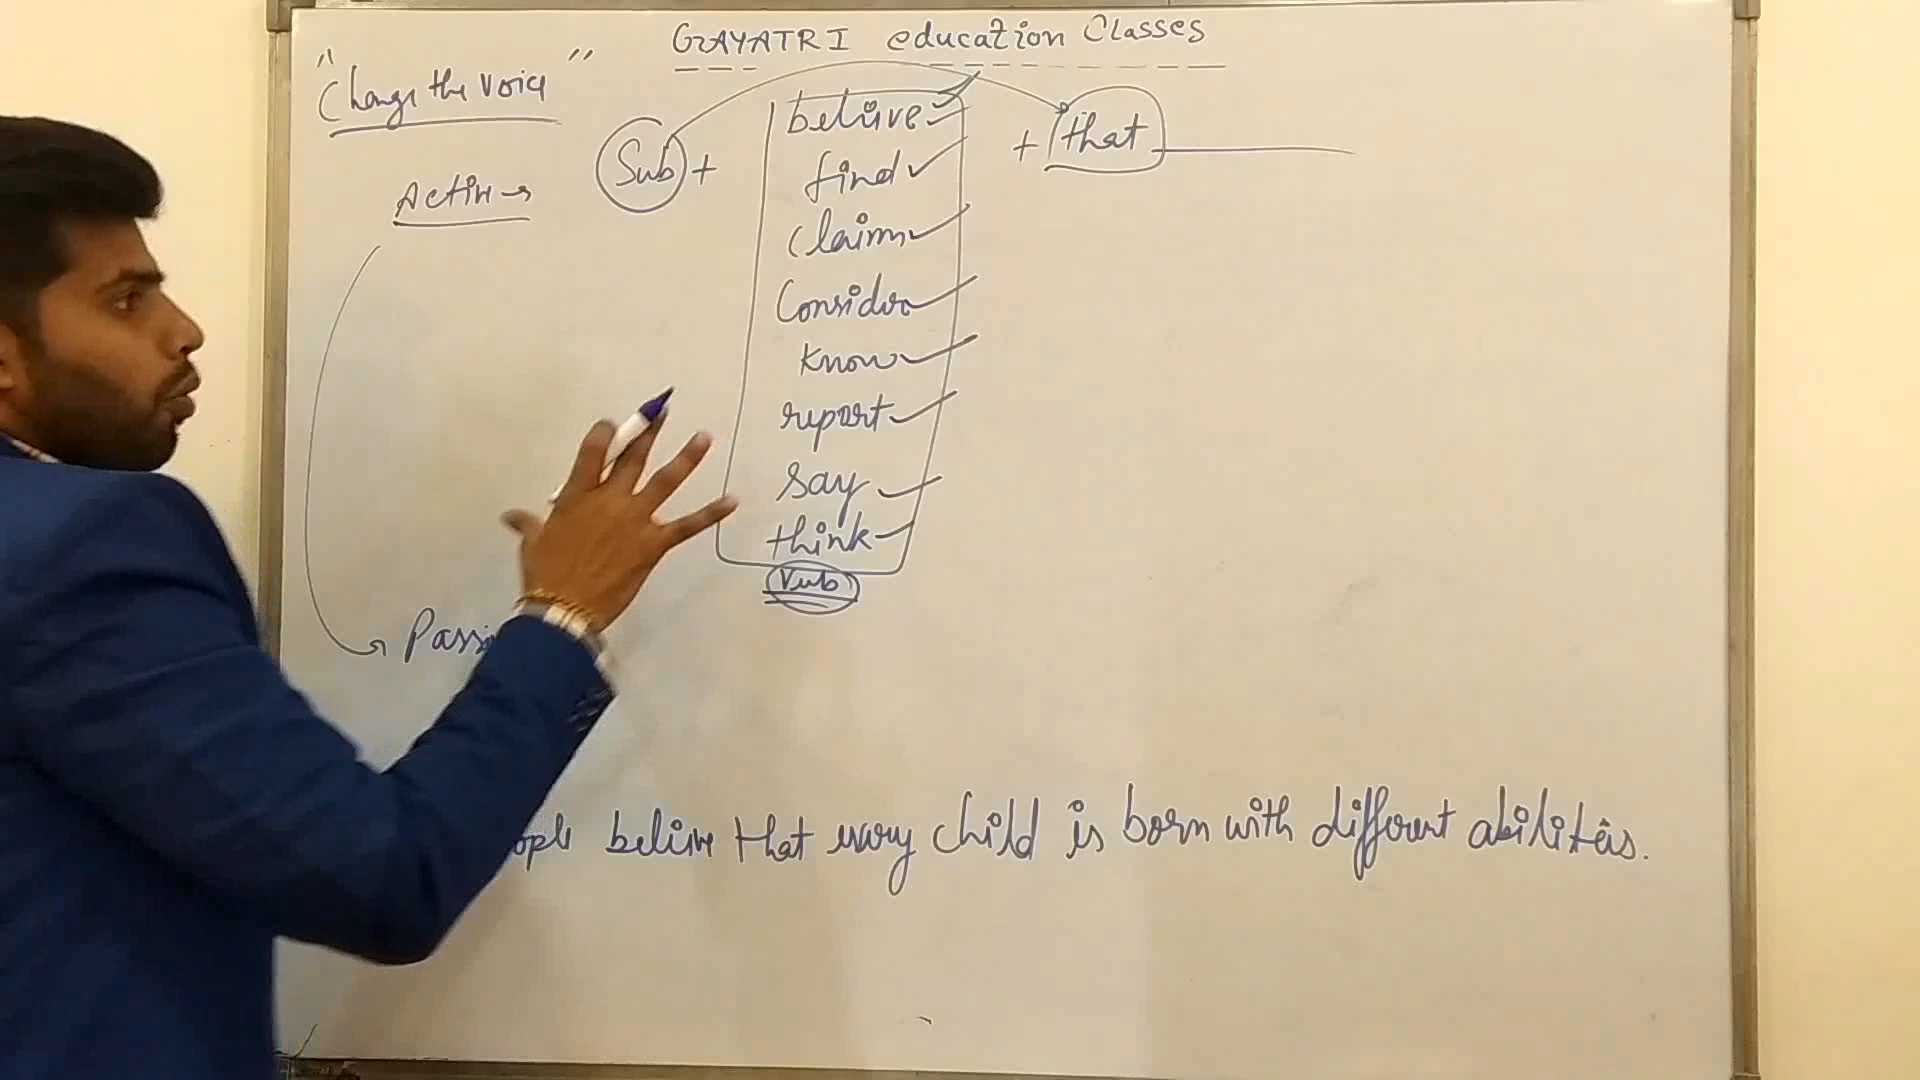 GAYATRI education Classes
"Change the Voice"
Active →
Sub + + that
believe
find
claim
Consider
know
report
say
think
Verb
Passi
ople believe that every child is born with different abilities.